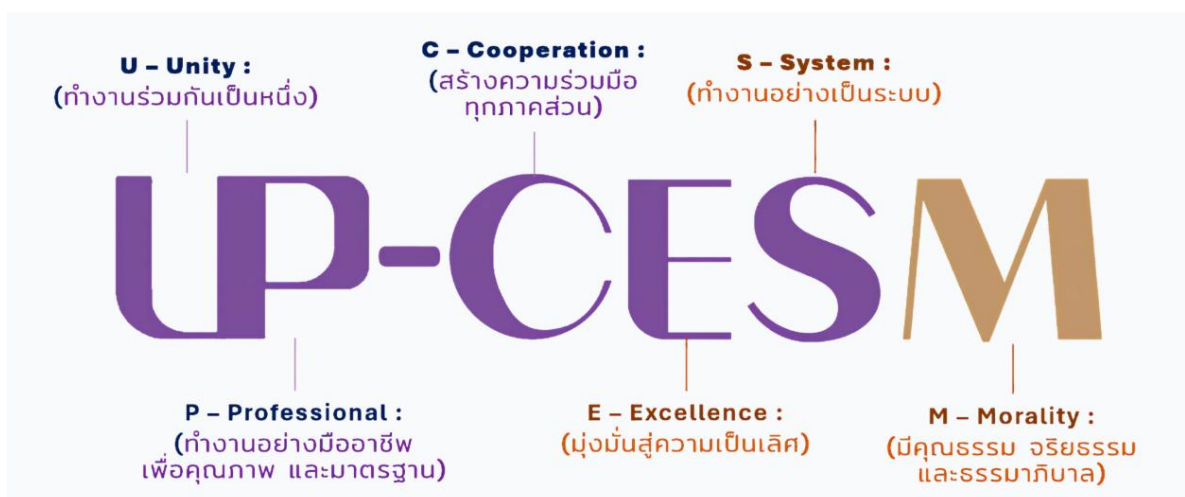 U – Unity :
(ทำงานร่วมกันเป็นหนึ่ง)
C – Cooperation :
(สร้างความร่วมมือ
ทุกภาคส่วน)
S – System :
(ทำงานอย่างเป็นระบบ)
UP-CESM
P – Professional :
(ทำงานอย่างมืออาชีพ
เพื่อคุณภาพ และมาตรฐาน)
E – Excellence :
(มุ่งมั่นสู่ความเป็นเลิศ)
M – Morality :
(มีคุณธรรม จริยธรรม
และธรรมาภิบาล)